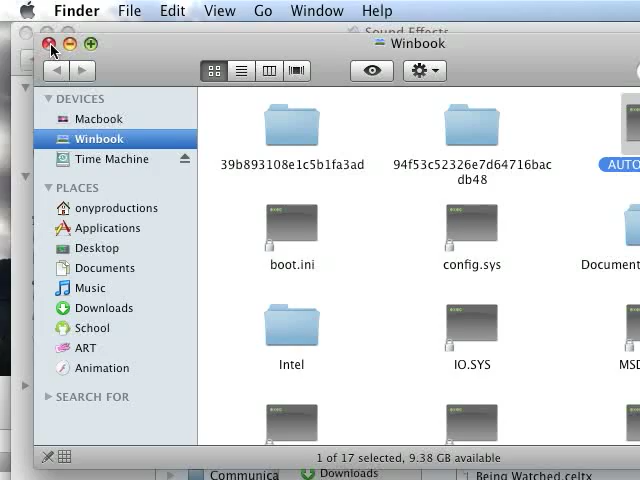 Finder File Edit View Go Window Help
Sound Effects
Winbook
DEVICES
Macbook
Winbook
Time Machine
PLACES
onyproductions
Applications
Desktop
Documents
Music
Downloads
School
ART
Animation
SEARCH FOR
39b893108e1c5b1fa3ad
94f53c52326e7d64716bac
db48
AUTO
boot.ini
config.sys
Document
Intel
IO.SYS
MSD
1 of 17 selected, 9.38 GB available
Communica
Downloads
Being Watched.celtx